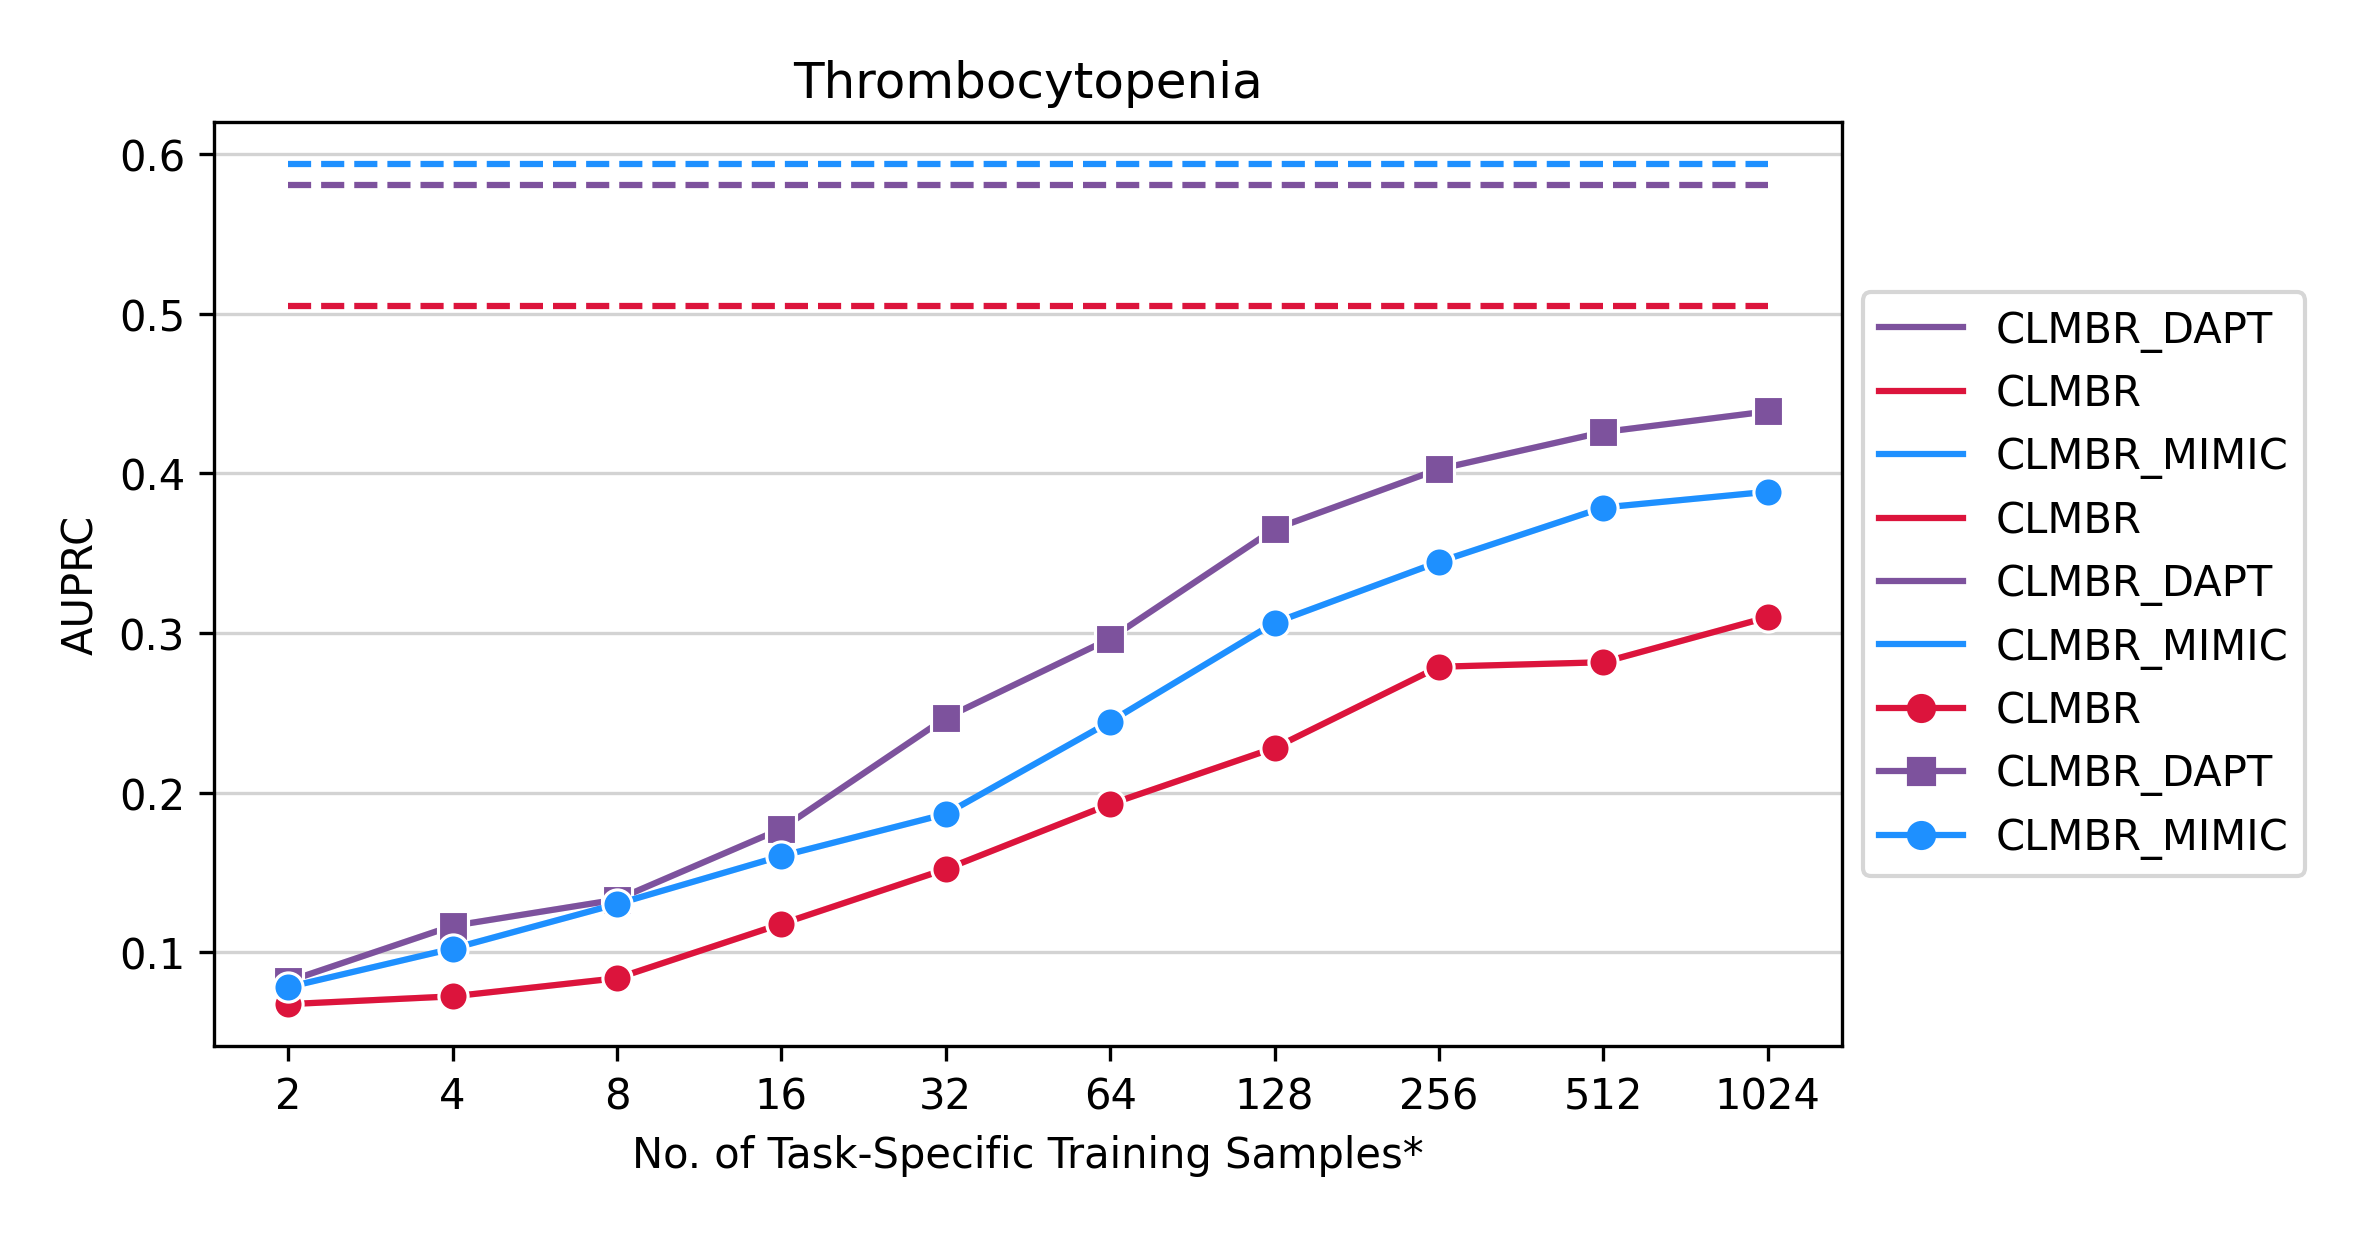 Thrombocytopenia
0.6
0.5
0.4
0.3
0.2
0.1
AUPRC
2 4 8 16 32 64 128 256 512 1024
No. of Task-Specific Training Samples*
CLMBR_DAPT
CLMBR
CLMBR_MIMIC
CLMBR
CLMBR_DAPT
CLMBR_MIMIC
CLMBR
CLMBR_DAPT
CLMBR_MIMIC